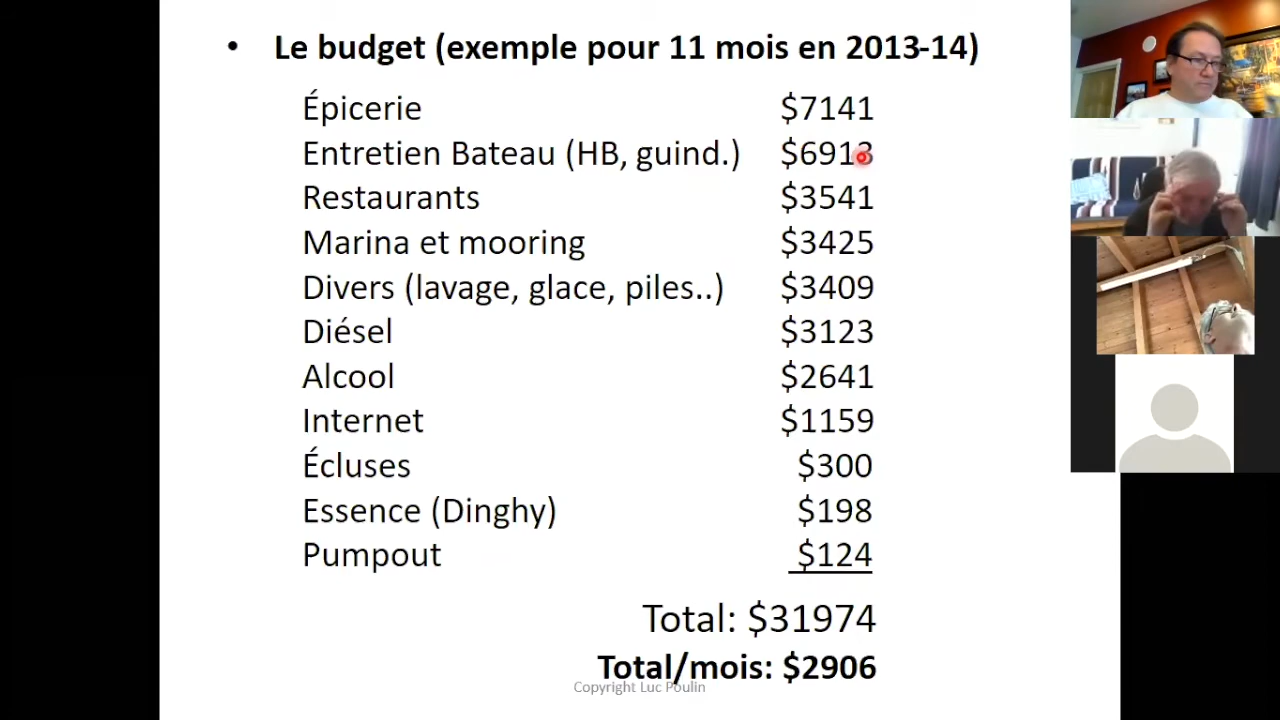 • Le budget (exemple pour 11 mois en 2013-14)
Épicerie $7141
Entretien Bateau (HB, guind.) $6913
Restaurants $3541
Marina et mooring $3425
Divers (lavage, glace, piles..) $3409
Diésel $3123
Alcool $2641
Internet $1159
Écluses $300
Essence (Dinghy) $198
Pumpout $124
Total: $31974
Total/mois: $2906
Copyright Luc Poulin